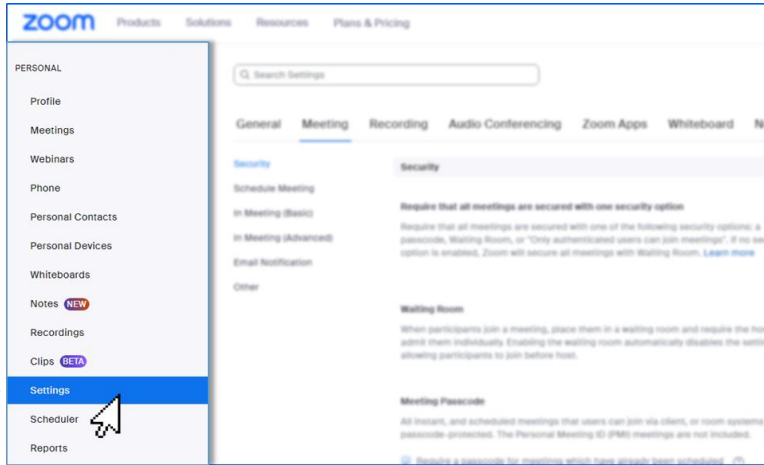 zoom Products Solutions Resources Plans & Pricing
PERSONAL
Profile
Meetings
Webinars
Phone
Personal Contacts
Personal Devices
Whiteboards
Notes NEW
Recordings
Clips BETA
Settings
Scheduler
Reports
Search Settings
General Meeting Recording Audio Conferencing Zoom Apps Whiteboard
Security
Schedule Meeting
In Meeting (Basic)
In Meeting (Advanced)
Email Notification
Other
Security
Require that all meetings are secured with one security option
Require that all meetings are secured with one of the following security options: a
passcode, Waiting Room, or "Only authenticated users can join meetings". If no
option is enabled, Zoom will secure all meetings with Waiting Room. Learn more
Waiting Room
When participants join a meeting, place them in a waiting room and require the
admit them individually. Enabling the waiting room automatically disables the
allowing participants to join before host.
Meeting Passcode
All instant, and scheduled meetings that users can join via client, or room systems
passcode-protected. The Personal Meeting ID (PMI) meetings are not included.
Require a passcode for meetings which have already been scheduled